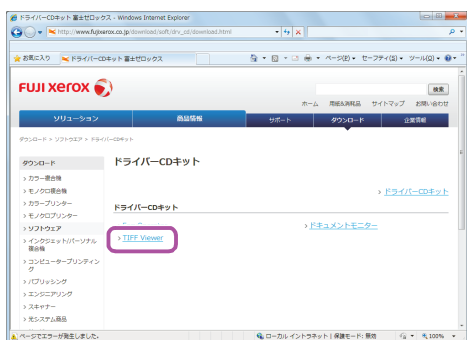 ドライバーCDキット 富士ゼロックス - Windows Internet Explorer
http://www.fujixerox.co.jp/download/soft/drv_cd/download.html
お気に入り ドライバーCDキット 富士ゼロックス
ページ(P) セーフティ(S) ツール(O)
FUJI XEROX
検索
ホーム 用紙&消耗品 サイトマップ お問い合わせ
ソリューション 商品情報 サポート ダウンロード 企業情報
ダウンロード > ソフトウエア > ドライバーCDキット
ダウンロード
> カラー複合機
> モノクロ複合機
> カラープリンター
> モノクロプリンター
> ソフトウエア
> インクジェット/パーソナル
複合機
> コンピュータープリンティン
グ
> パブリッシング
> エンジニアリング
> スキャナー
> 光システム商品
ドライバーCDキット
> ドライバーCDキット
ドライバーCDキット
> ドキュメントモニター
> TIFF Viewer
ページでエラーが発生しました。
ローカル イントラネット | 保護モード: 無効
100%